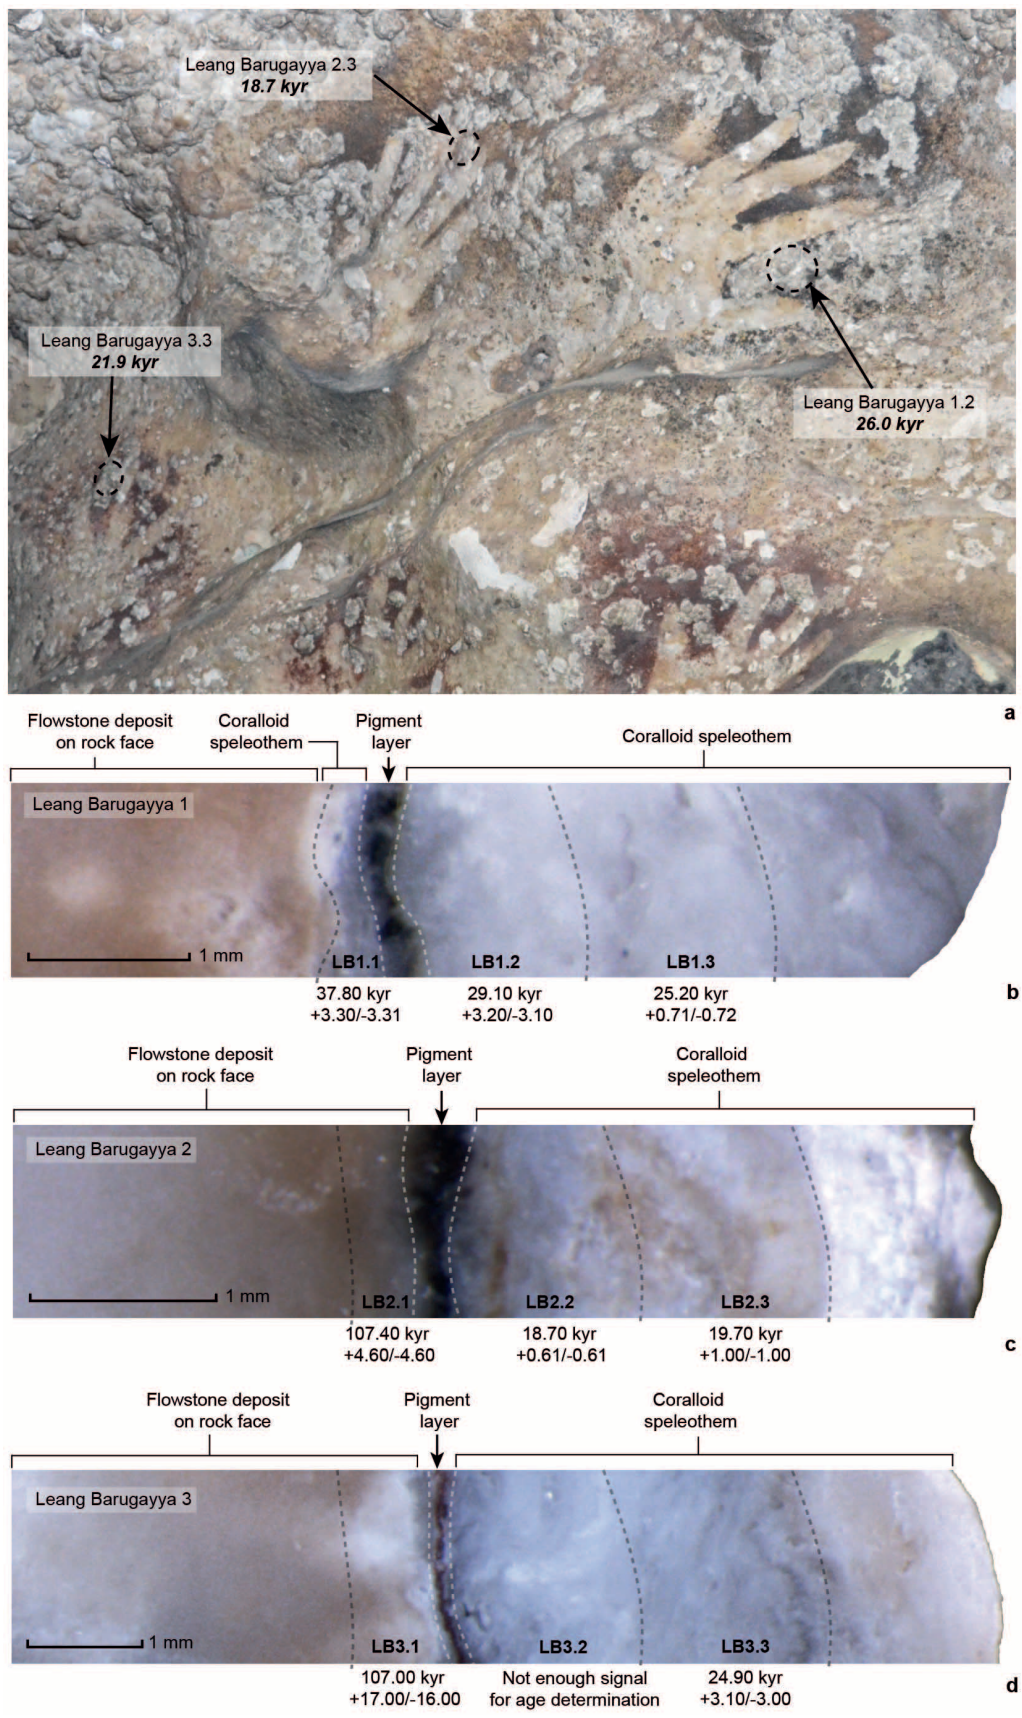 Leang Barugayya 2.3
18.7 kyr
Leang Barugayya 3.3
21.9 kyr
Leang Barugayya 1.2
26.0 kyr
a
Flowstone deposit
on rock face
Coralloid
speleothem
Pigment
layer
Coralloid speleothem
Leang Barugayya 1
1 mm
LB1.1
LB1.2
LB1.3
37.80 kyr
+3.30/-3.31
29.10 kyr
+3.20/-3.10
25.20 kyr
+0.71/-0.72
b
Flowstone deposit
on rock face
Pigment
layer
Coralloid
speleothem
Leang Barugayya 2
1 mm
LB2.1
LB2.2
LB2.3
107.40 kyr
+4.60/-4.60
18.70 kyr
+0.61/-0.61
19.70 kyr
+1.00/-1.00
c
Flowstone deposit
on rock face
Pigment
layer
Coralloid
speleothem
Leang Barugayya 3
1 mm
LB3.1
LB3.2
LB3.3
107.00 kyr
+17.00/-16.00
Not enough signal
for age determination
24.90 kyr
+3.10/-3.00
d